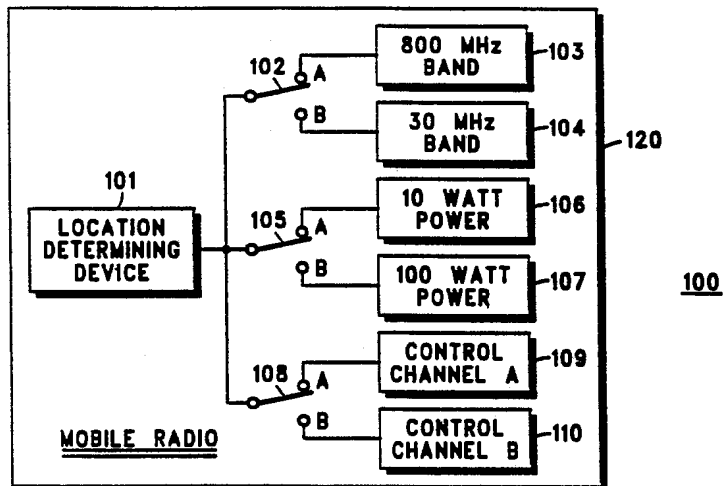 800 MHz
BAND
103
102
A
B
30 MHz
BAND
104
120
101
LOCATION
DETERMINING
DEVICE
105
A
B
10 WATT
POWER
106
100 WATT
POWER
107
100
108
A
B
CONTROL
CHANNEL A
109
CONTROL
CHANNEL B
110
MOBILE RADIO